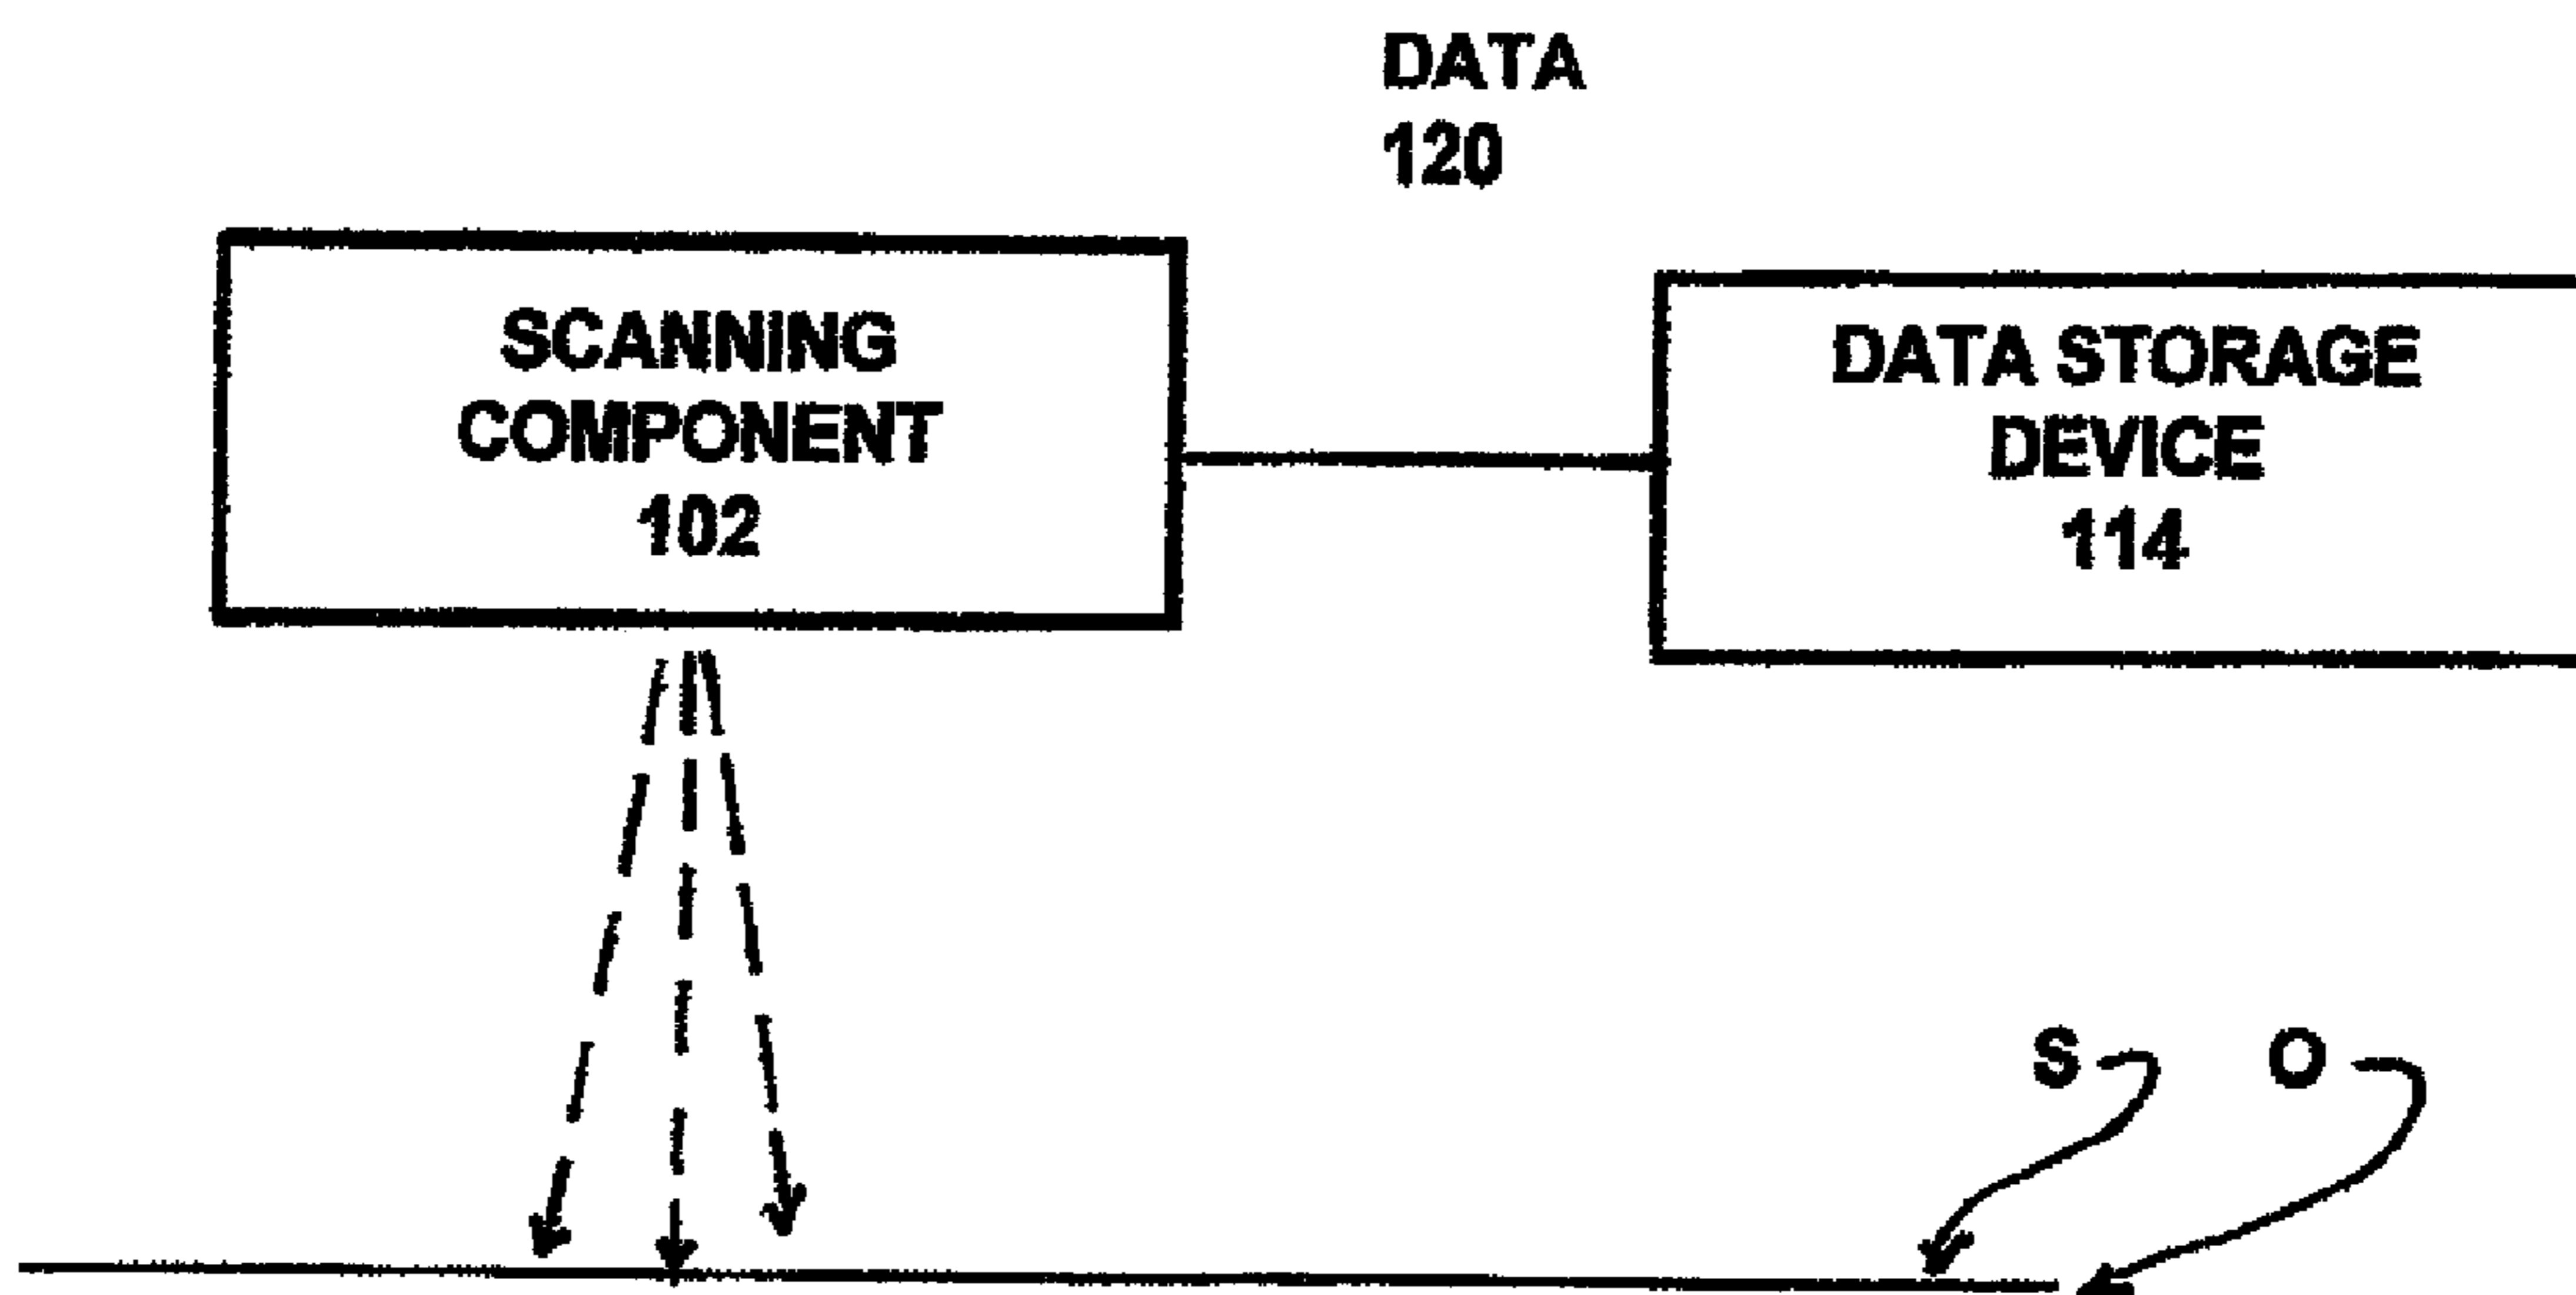 DATA
120
SCANNING
COMPONENT
102
DATA STORAGE
DEVICE
114
S
O